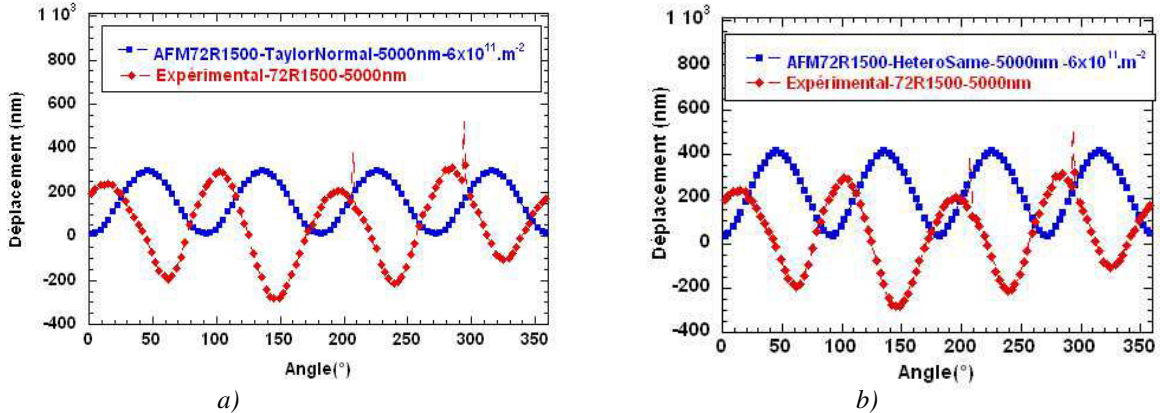 1 10³
AFM72R1500-TaylorNormal-5000nm-6x10¹¹.m⁻²
Expérimental-72R1500-5000nm
800
600
400
200
0
-200
-400
Déplacement (nm)
0 50 100 150 200 250 300 350
Angle(°)
a)
1 10³
AFM72R1500-HeteroSame-5000nm -6x10¹¹.m⁻²
Expérimental-72R1500-5000nm
800
600
400
200
0
-200
-400
Déplacement (nm)
0 50 100 150 200 250 300 350
Angle(°)
b)